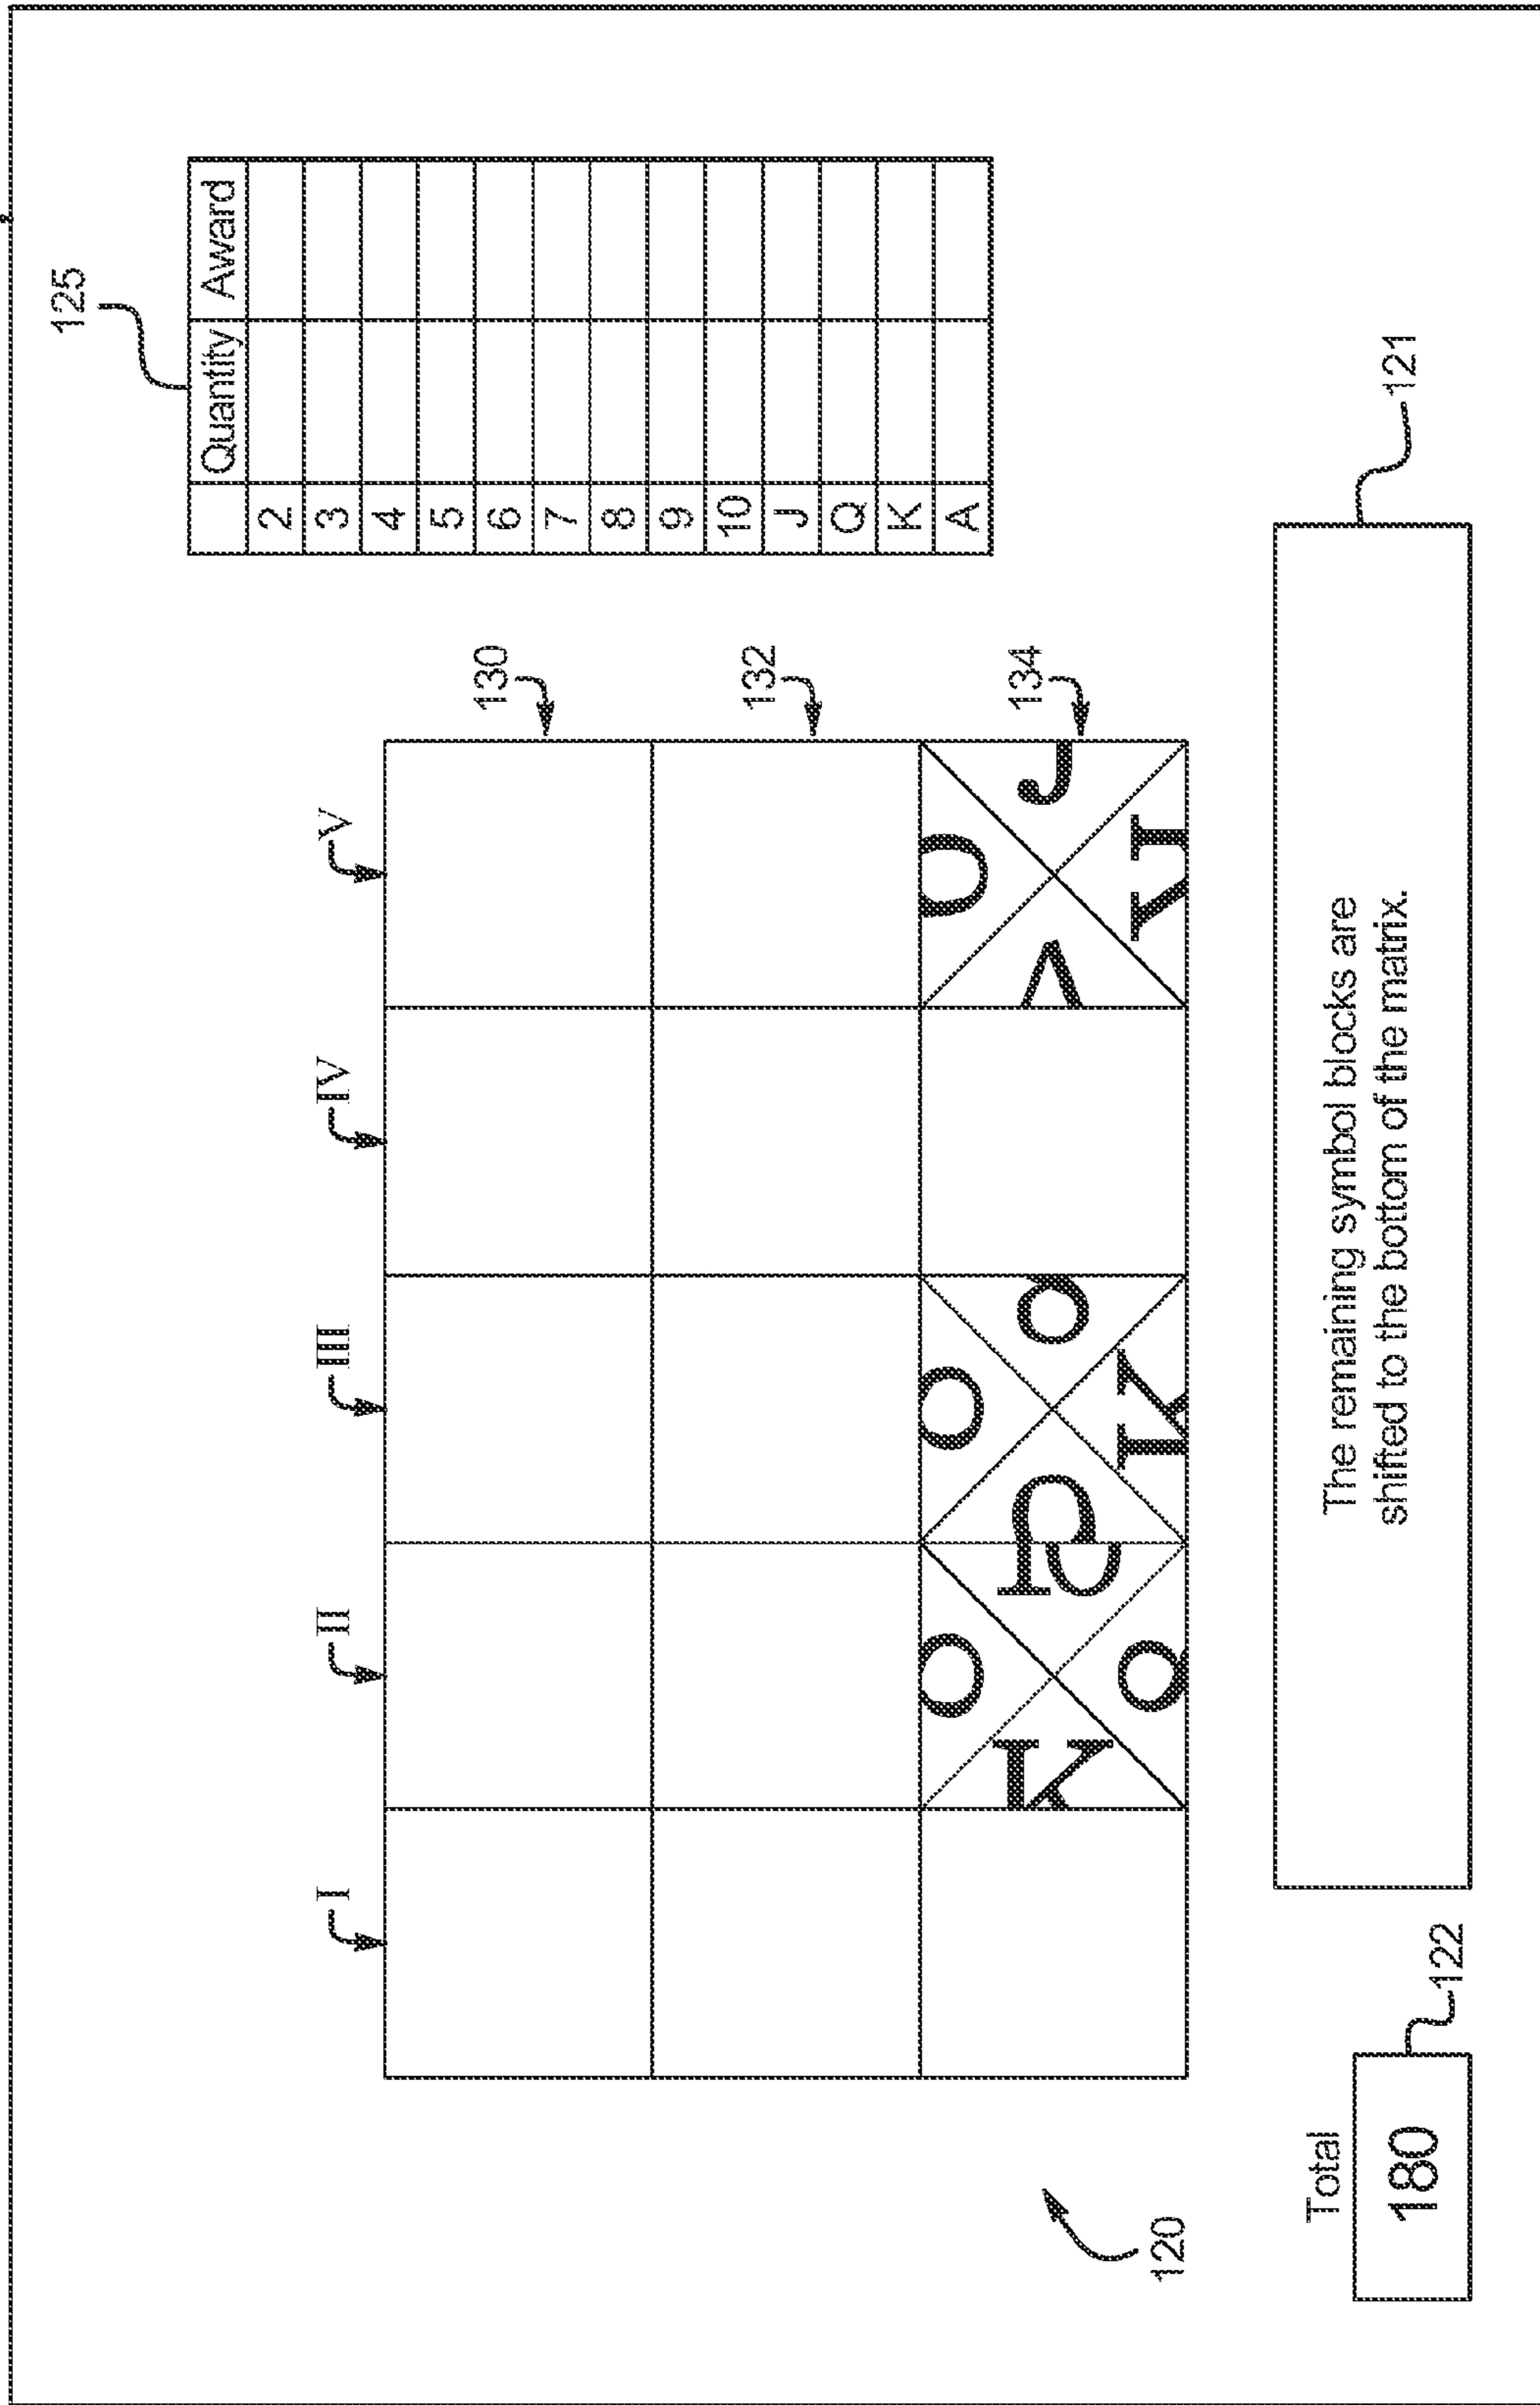 125
Quantity Award
2
3
4
5
6
7
8
9
10
J
Q
K
A
I II III IV V
130
132
134
K Q K J K
120
Total
180
122
The remaining symbol blocks are
shifted to the bottom of the matrix.
121